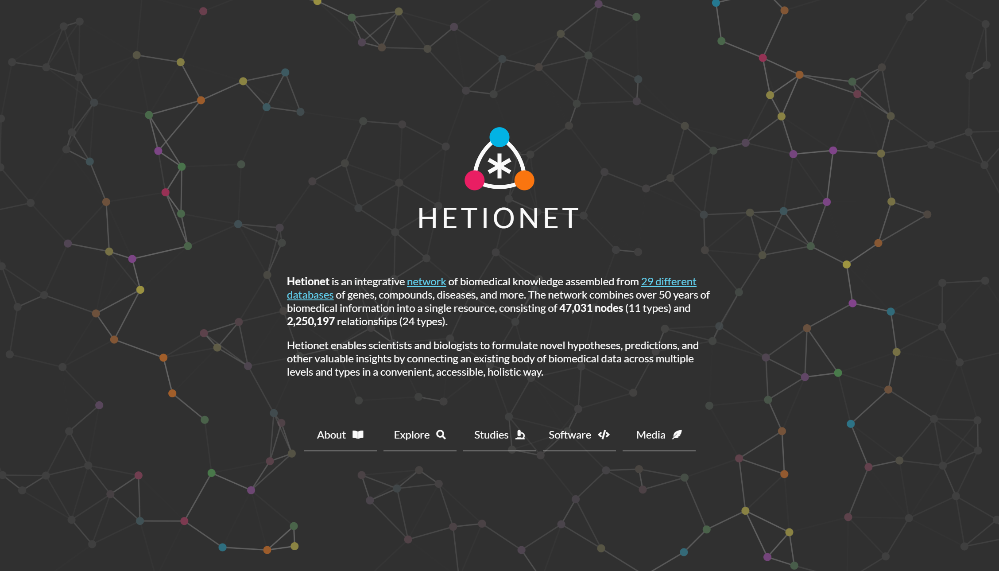 HETIONET
Hetionet is an integrative network of biomedical knowledge assembled from 29 different
databases of genes, compounds, diseases, and more. The network combines over 50 years of
biomedical information into a single resource, consisting of 47,031 nodes (11 types) and
2,250,197 relationships (24 types).
Hetionet enables scientists and biologists to formulate novel hypotheses, predictions, and
other valuable insights by connecting an existing body of biomedical data across multiple
levels and types in a convenient, accessible, holistic way.
About Explore Studies Software Media